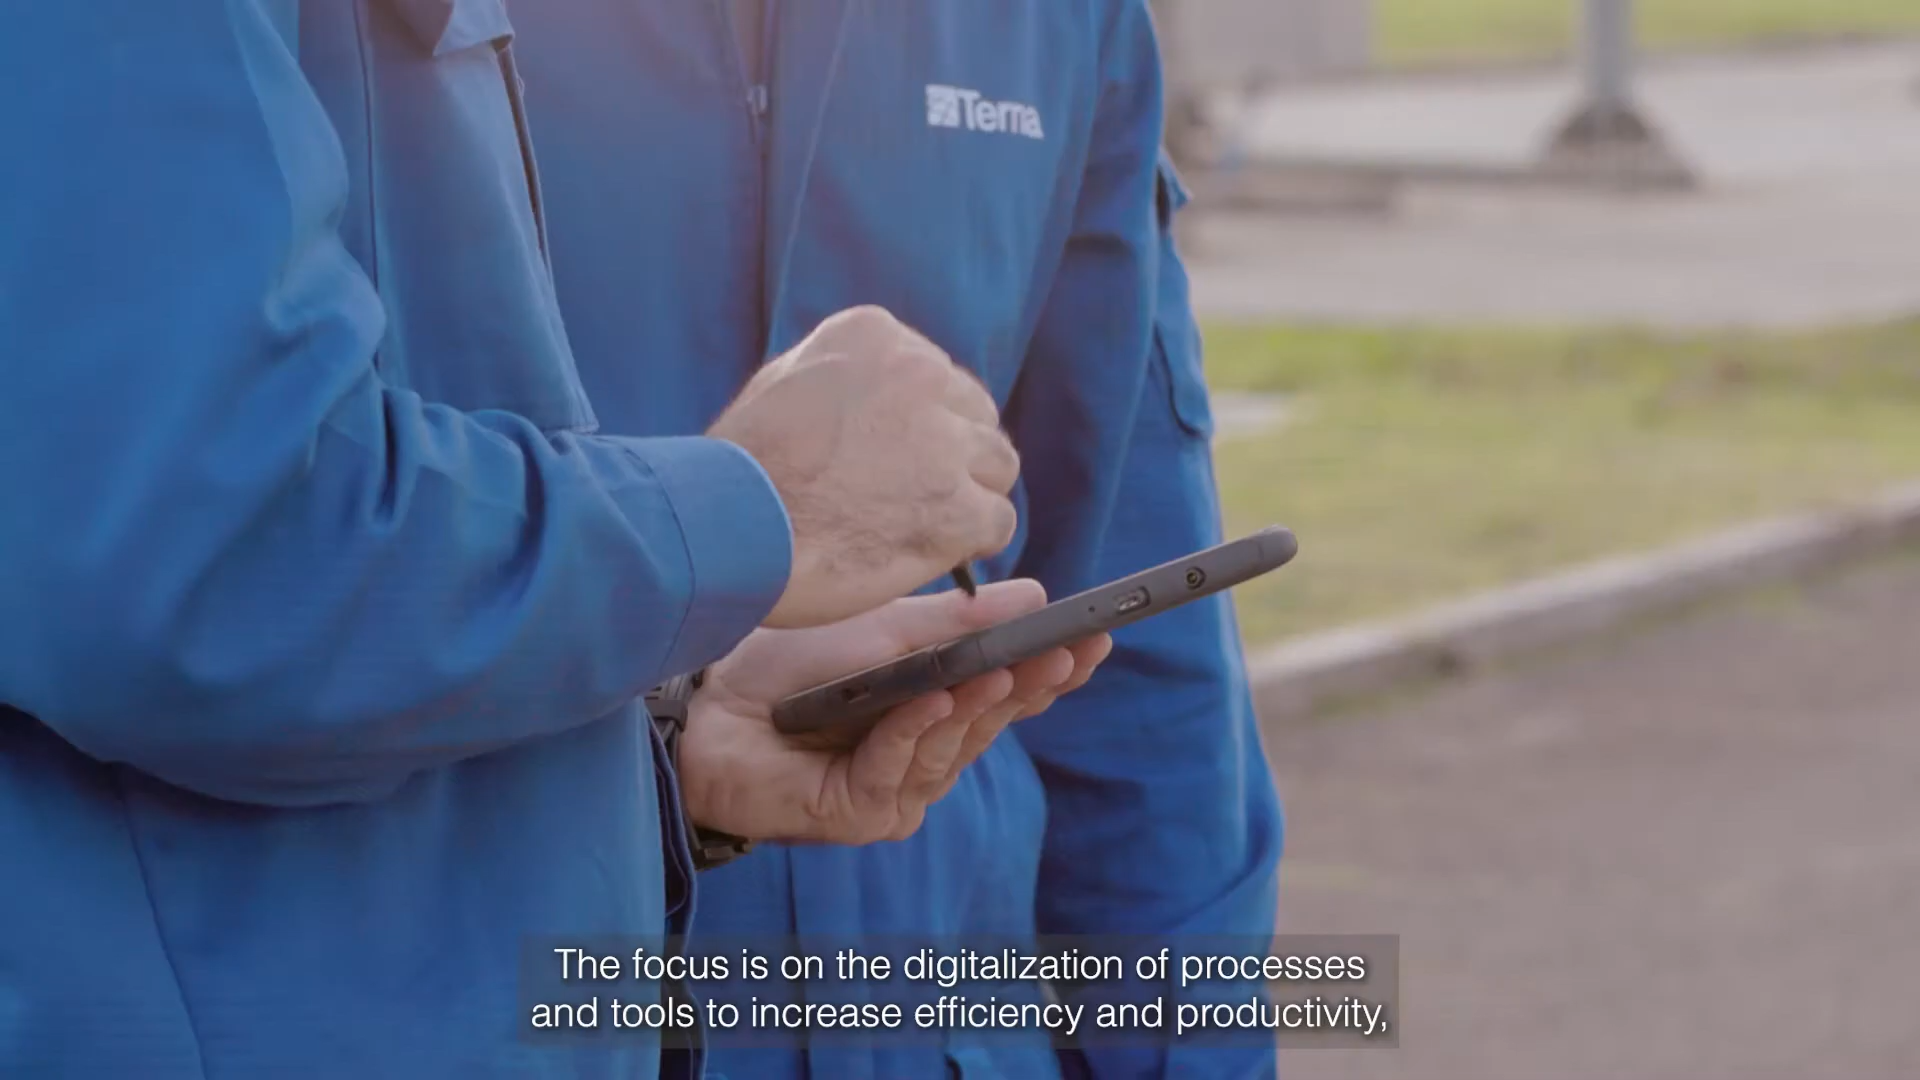 Terna
The focus is on the digitalization of processes
and tools to increase efficiency and productivity,